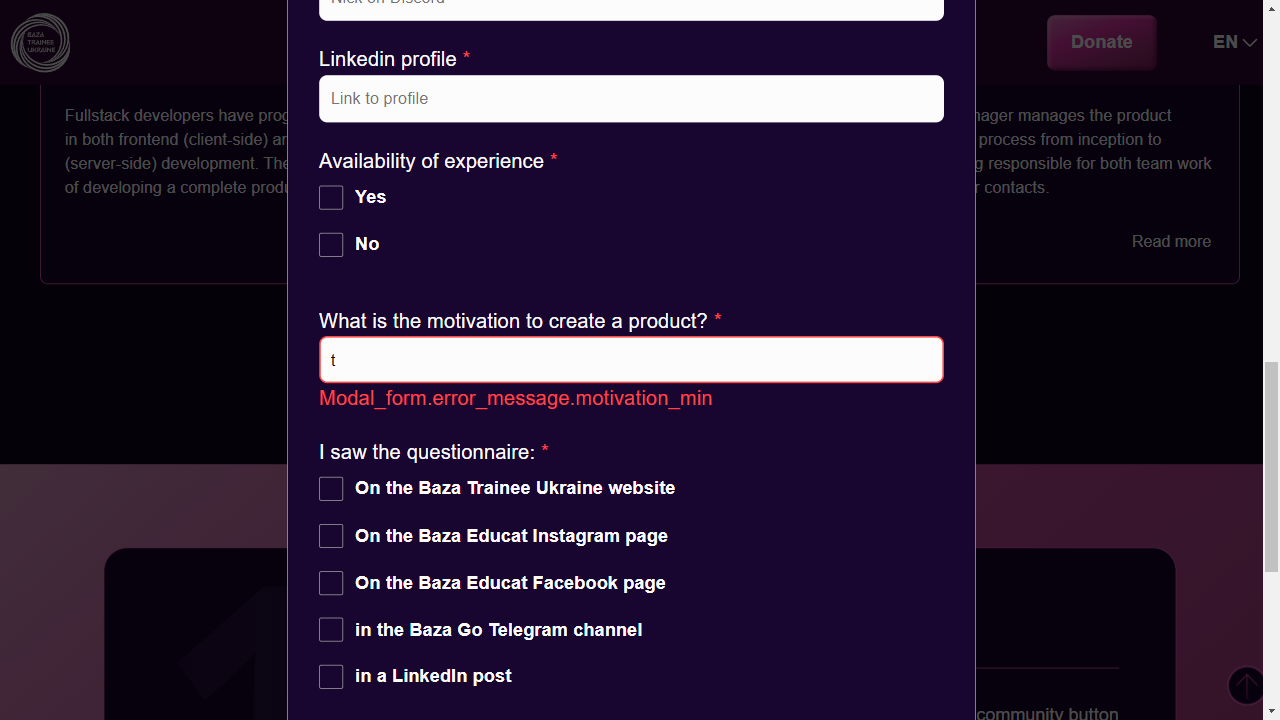 BAZA
TRAINEE
UKRAINE
Donate
EN
Nick on Discord
Linkedin profile *
Link to profile
Fullstack developers have prog
in both frontend (client-side) ar
(server-side) development. The
of developing a complete produ
nager manages the product
process from inception to
g responsible for both team work
r contacts.
Read more
Availability of experience *
Yes
No
What is the motivation to create a product? *
t
Modal_form.error_message.motivation_min
I saw the questionnaire: *
On the Baza Trainee Ukraine website
On the Baza Educat Instagram page
On the Baza Educat Facebook page
in the Baza Go Telegram channel
in a LinkedIn post
1
community button